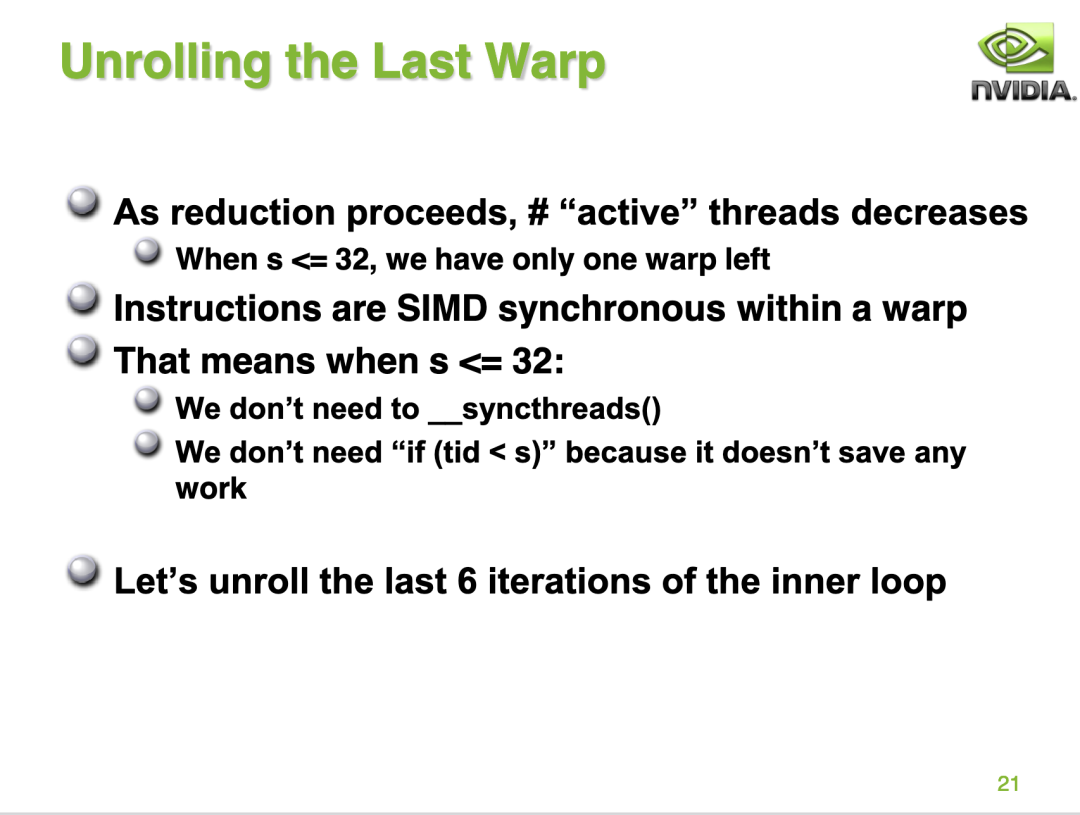 Unrolling the Last Warp
NVIDIA.
As reduction proceeds, # “active” threads decreases
When s <= 32, we have only one warp left
Instructions are SIMD synchronous within a warp
That means when s <= 32:
We don’t need to __syncthreads()
We don’t need “if (tid < s)” because it doesn’t save any
work
Let’s unroll the last 6 iterations of the inner loop
21